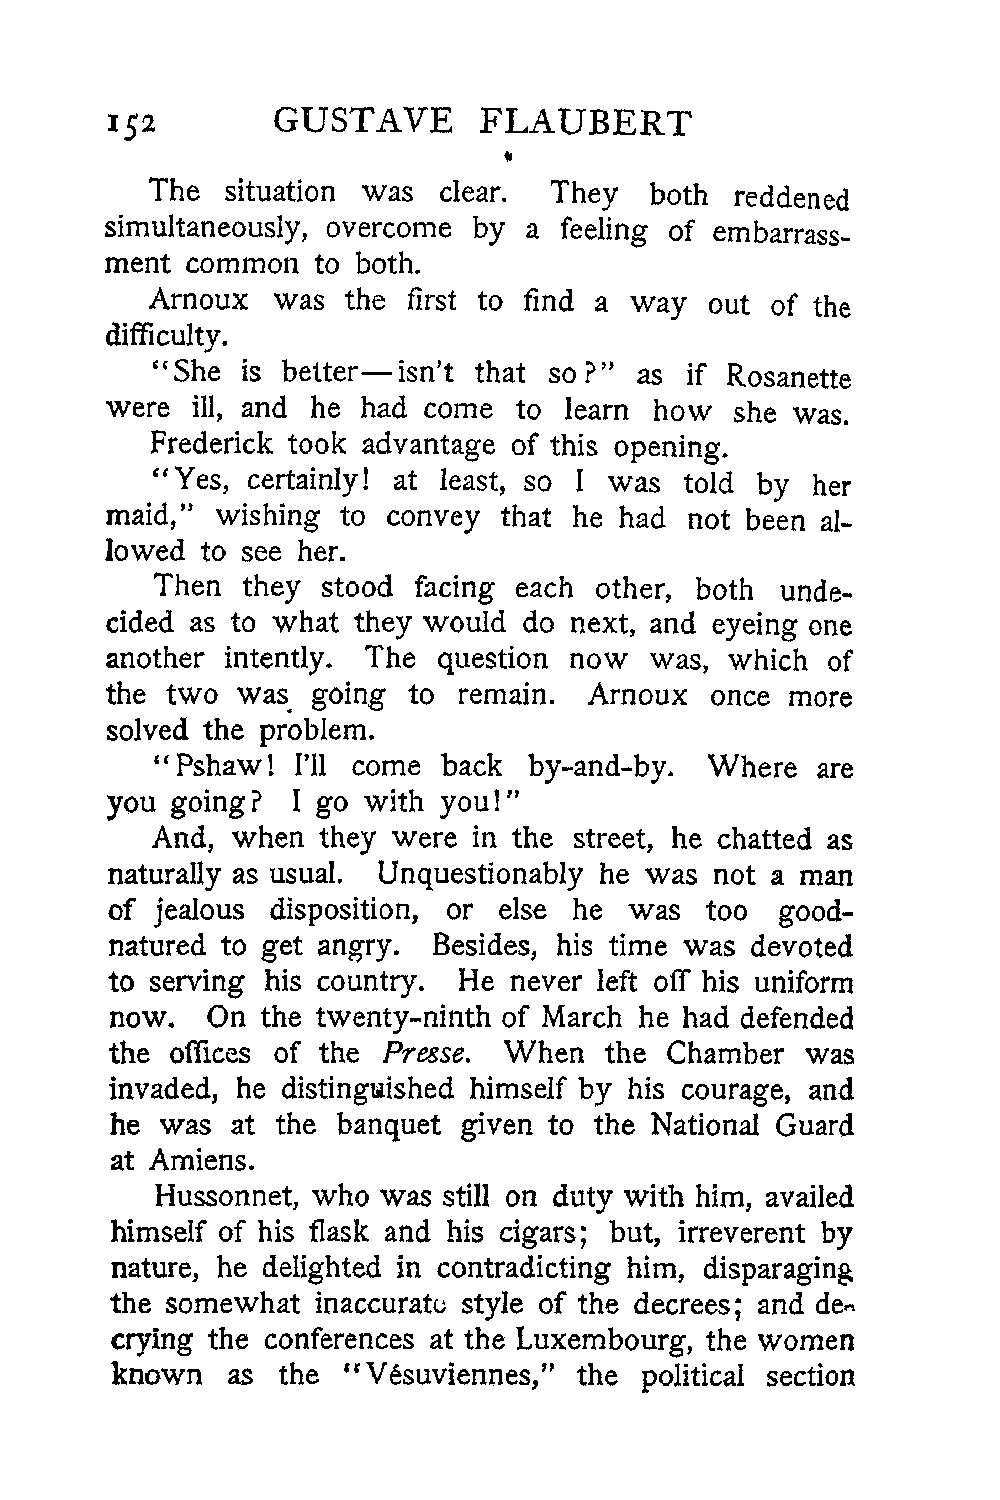 152 GUSTAVE FLAUBERT
The situation was clear. They both reddened
simultaneously, overcome by a feeling of embarrass-
ment common to both.
Arnoux was the first to find a way out of the
difficulty.
"She is better—isn't that so?" as if Rosanette
were ill, and he had come to learn how she was.
Frederick took advantage of this opening.
"Yes, certainly! at least, so I was told by her
maid," wishing to convey that he had not been al-
lowed to see her.
Then they stood facing each other, both unde-
cided as to what they would do next, and eyeing one
another intently. The question now was, which of
the two was going to remain. Arnoux once more
solved the problem.
"Pshaw! I'll come back by-and-by. Where are
you going? I go with you!"
And, when they were in the street, he chatted as
naturally as usual. Unquestionably he was not a man
of jealous disposition, or else he was too good-
natured to get angry. Besides, his time was devoted
to serving his country. He never left off his uniform
now. On the twenty-ninth of March he had defended
the offices of the Presse. When the Chamber was
invaded, he distinguished himself by his courage, and
he was at the banquet given to the National Guard
at Amiens.
Hussonnet, who was still on duty with him, availed
himself of his flask and his cigars; but, irreverent by
nature, he delighted in contradicting him, disparaging
the somewhat inaccurate style of the decrees; and de-
crying the conferences at the Luxembourg, the women
known as the "Vésuviennes," the political section